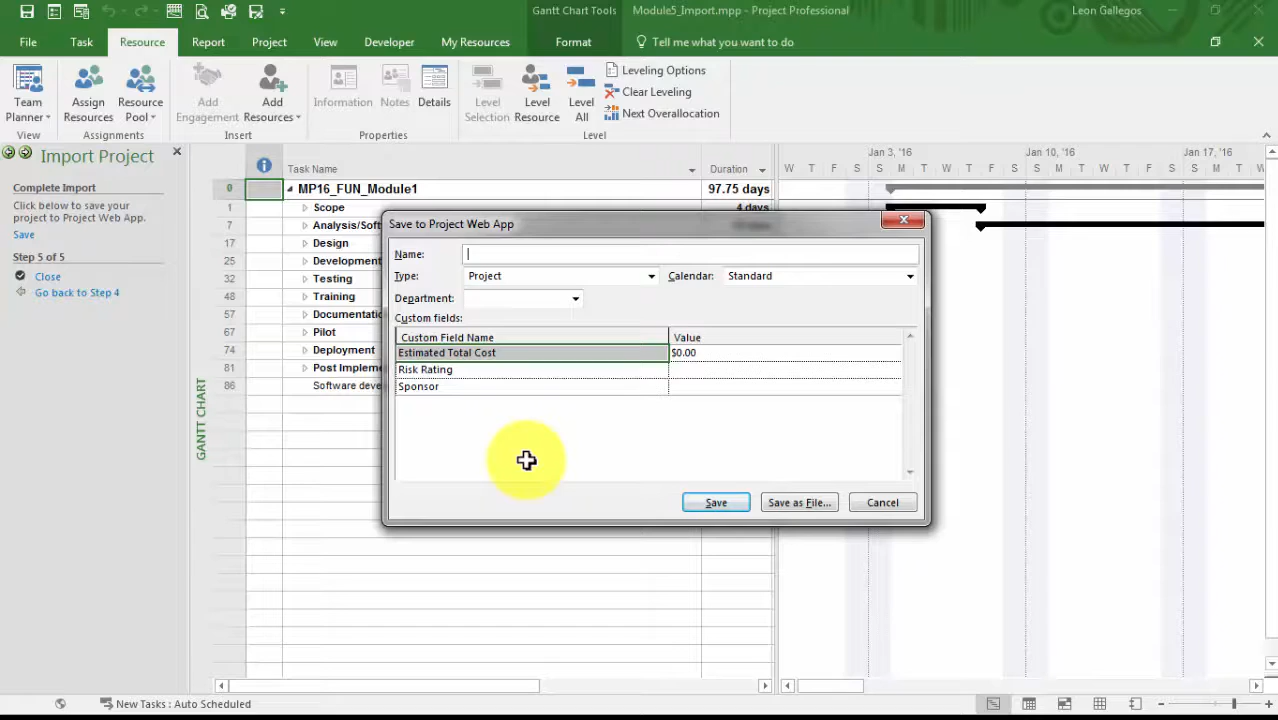 Gantt Chart Tools
Module5_Import.mpp - Project Professional
Leon Gallegos
File
Task
Resource
Report
Project
View
Developer
My Resources
Format
Tell me what you want to do
Team Planner
Assign Resources
Resource Pool
Add Engagement
Add Resources
Information
Notes
Details
Level Selection
Level Resource
Level All
Leveling Options
Clear Leveling
Next Overallocation
View
Assignments
Insert
Properties
Level
Import Project
Complete Import
Click below to save your
project to Project Web App.
Save
Step 5 of 5
Close
Go back to Step 4
GANTT CHART
Task Name
Duration
Jan 3, '16
Jan 10, '16
Jan 17, '16
W T F S S M T W T F S S M T W T F S S M T W
0 MP16_FUN_Module1 97.75 days
1 Scope 4 days
7 Analysis/Soft
17 Design
25 Development
32 Testing
48 Training
57 Documentatio
67 Pilot
74 Deployment
81 Post Impleme
86 Software deve
Save to Project Web App
Name:
Type: Project
Calendar: Standard
Department:
Custom fields:
Custom Field Name Value
Estimated Total Cost $0.00
Risk Rating
Sponsor
Save
Save as File...
Cancel
New Tasks : Auto Scheduled